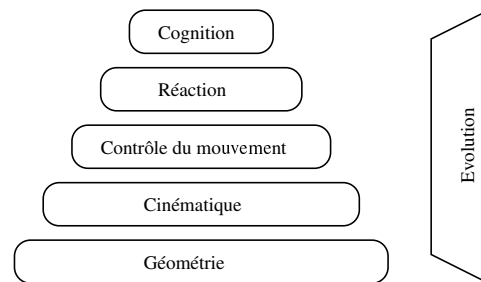 Cognition
Réaction
Contrôle du mouvement
Cinématique
Géométrie
Evolution